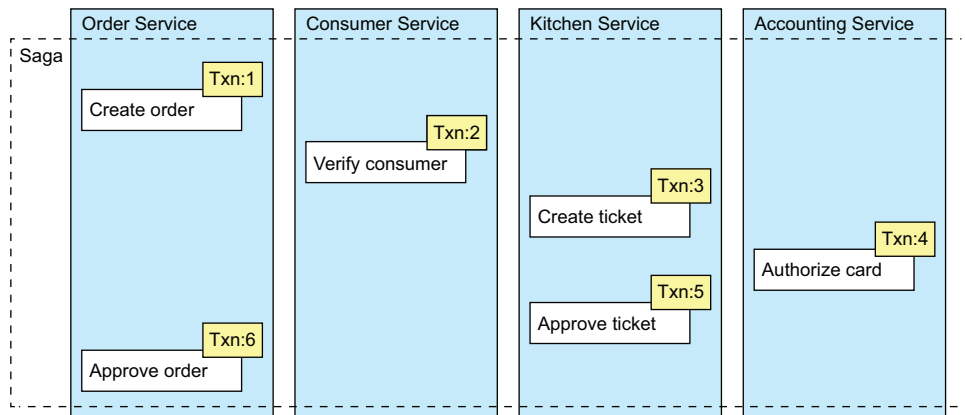 Order Service
Consumer Service
Kitchen Service
Accounting Service
Saga
Txn:1
Create order
Txn:2
Verify consumer
Txn:3
Create ticket
Txn:4
Authorize card
Txn:5
Approve ticket
Txn:6
Approve order